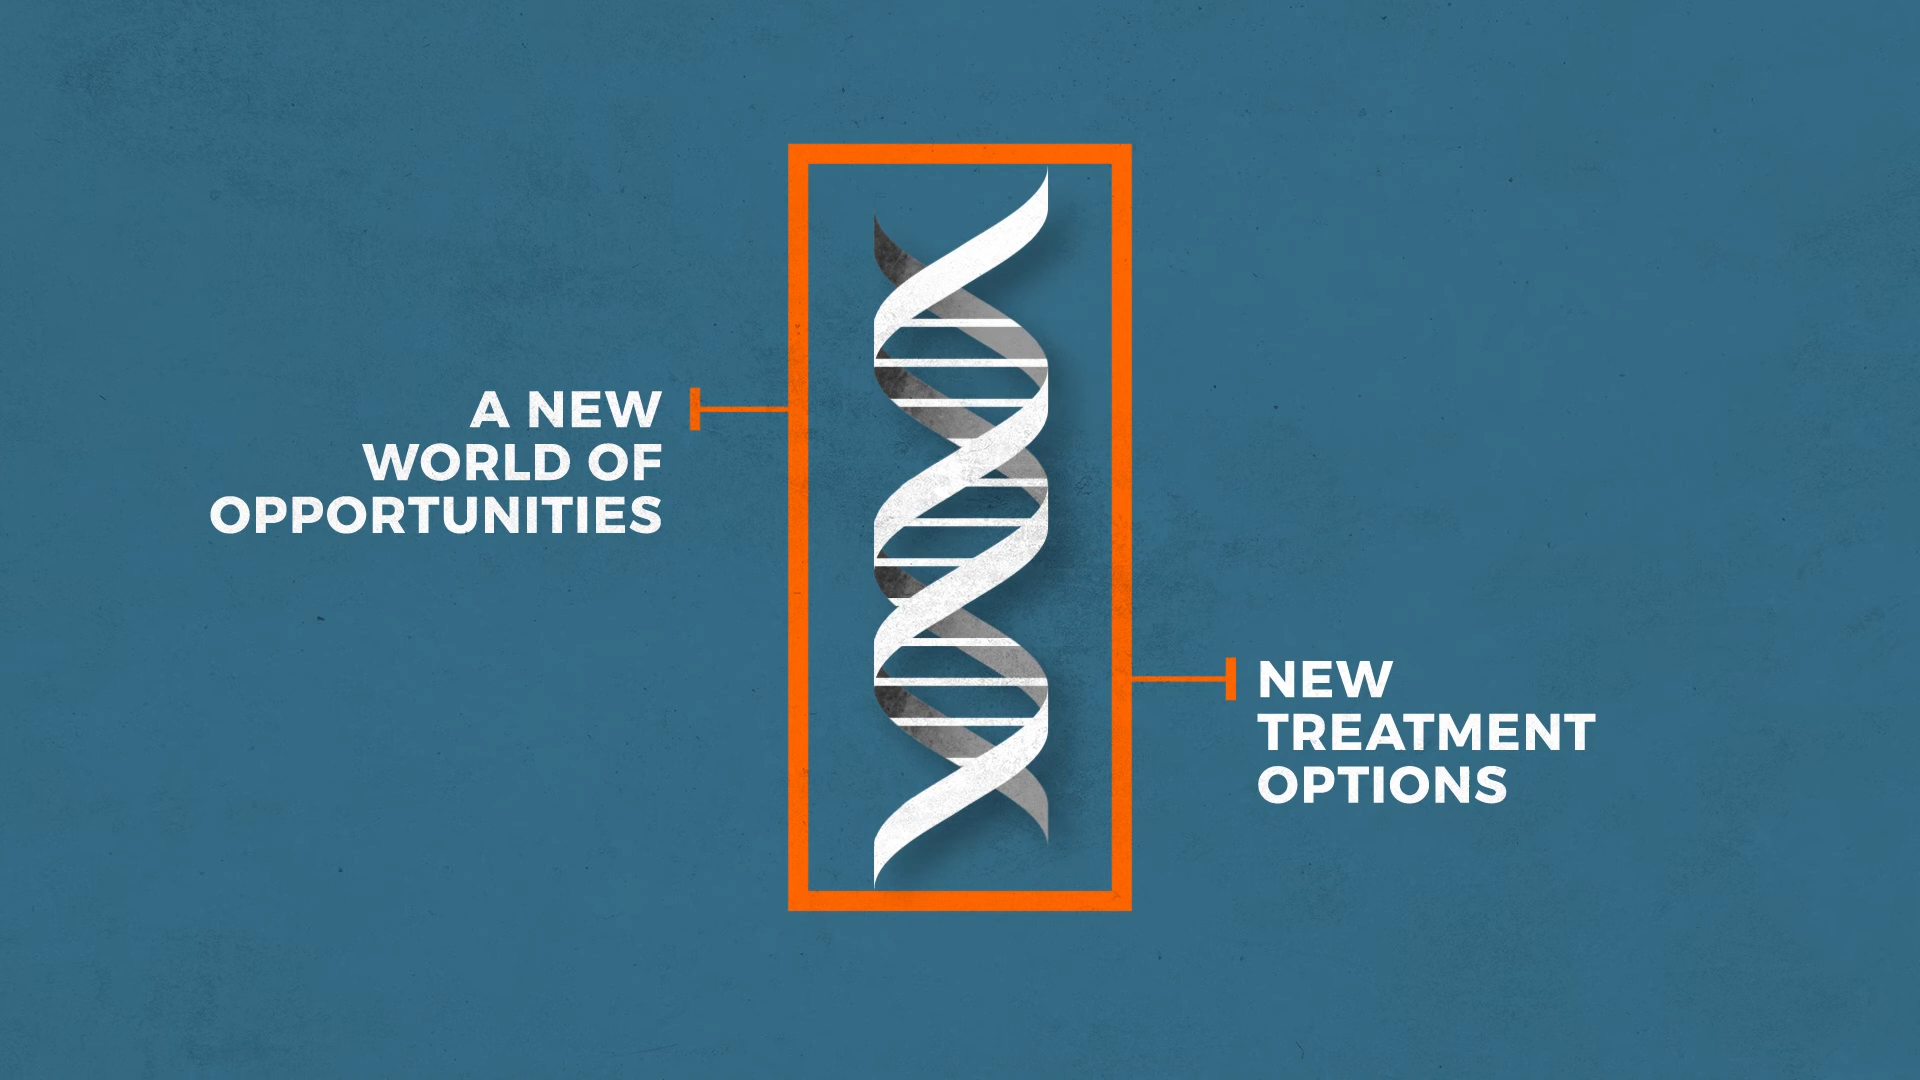 A NEW
WORLD OF
OPPORTUNITIES
NEW
TREATMENT
OPTIONS